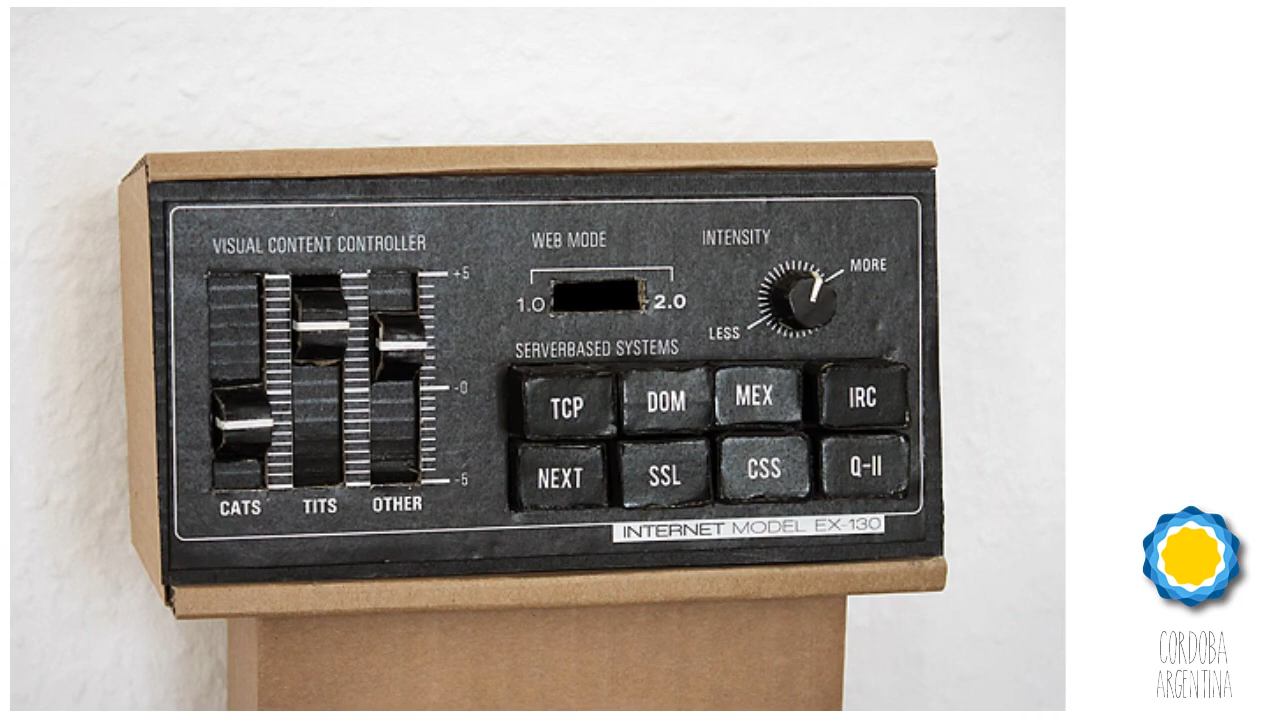 VISUAL CONTENT CONTROLLER
WEB MODE
INTENSITY
+5
-0
-5
CATS
TITS
OTHER
1.0
2.0
MORE
LESS
SERVERBASED SYSTEMS
TCP
DOM
MEX
IRC
NEXT
SSL
CSS
Q-II
INTERNET MODEL EX-130
CORDOBA
ARGENTINA